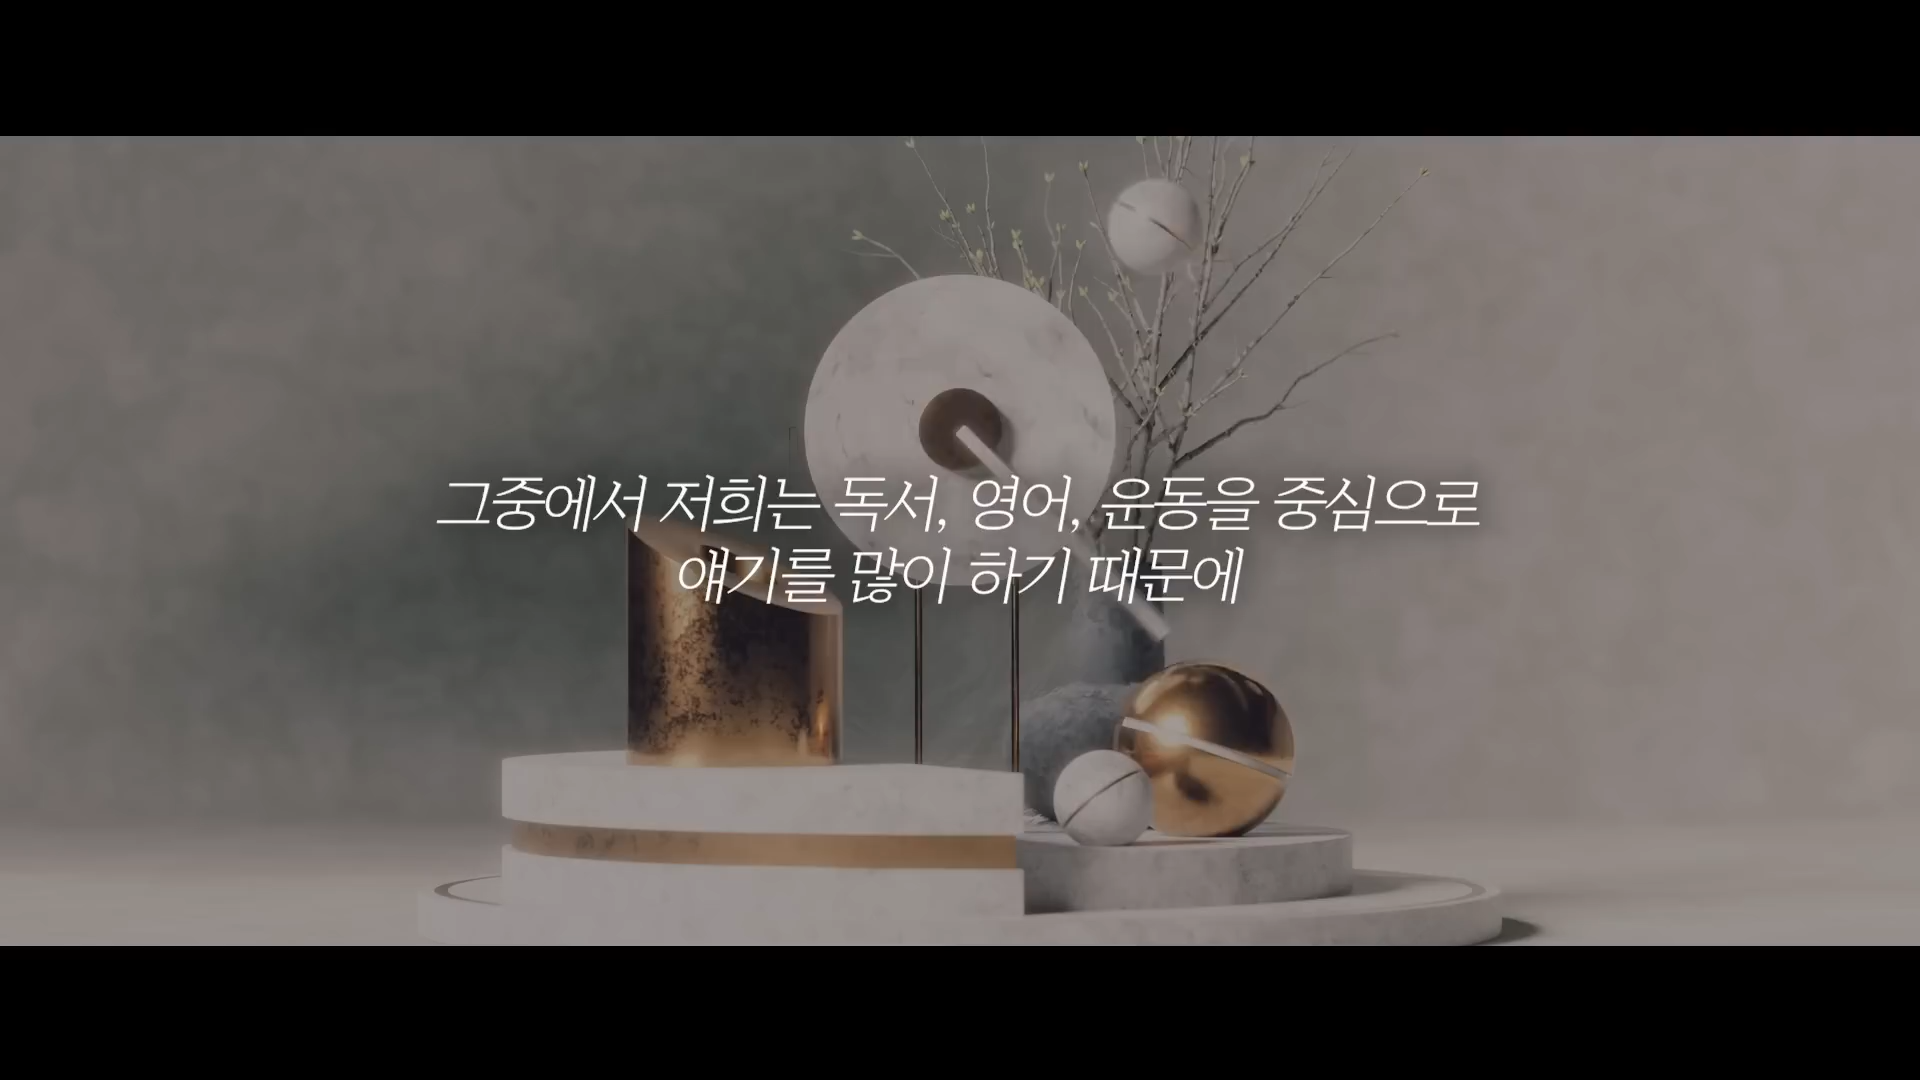 그중에서 저희는 독서, 영어, 운동을 중심으로
얘기를 많이 하기 때문에